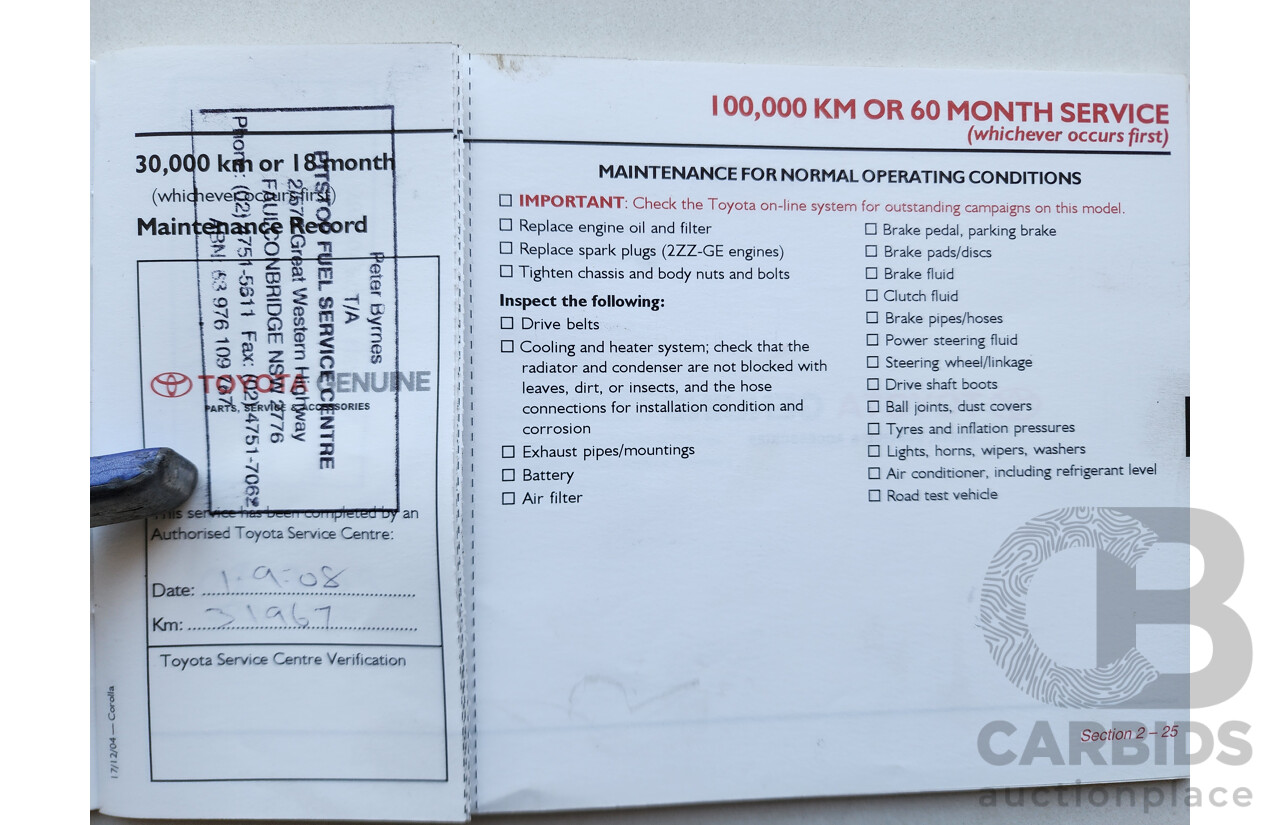 30,000 km or 18 month
(whichever occurs first)
Maintenance Record
Peter Byrnes
T/A
PITSTOP FUEL SERVICE CENTRE
Great Western Highway
FAULCONBRIDGE NSW 2776
Phone: (02) 4751-5611 Fax: (02) 4751-7062
ABN: 63 976 109
TOYOTA GENUINE
PARTS, SERVICE & ACCESSORIES
This service has been completed by an
Authorised Toyota Service Centre:
Date: 1-9-08
Km: 31967
Toyota Service Centre Verification
17/12/04 — Corolla
100,000 KM OR 60 MONTH SERVICE
(whichever occurs first)
MAINTENANCE FOR NORMAL OPERATING CONDITIONS
IMPORTANT: Check the Toyota on-line system for outstanding campaigns on this model.
Replace engine oil and filter
Replace spark plugs (2ZZ-GE engines)
Tighten chassis and body nuts and bolts
Inspect the following:
Drive belts
Cooling and heater system; check that the
radiator and condenser are not blocked with
leaves, dirt, or insects, and the hose
connections for installation condition and
corrosion
Exhaust pipes/mountings
Battery
Air filter
Brake pedal, parking brake
Brake pads/discs
Brake fluid
Clutch fluid
Brake pipes/hoses
Power steering fluid
Steering wheel/linkage
Drive shaft boots
Ball joints, dust covers
Tyres and inflation pressures
Lights, horns, wipers, washers
Air conditioner, including refrigerant level
Road test vehicle
Section 2 – 25
CARBIDS
auctionplace